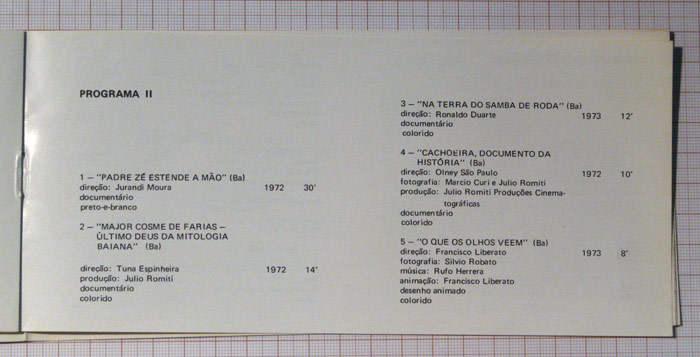 PROGRAMA II
1 – "PADRE ZÉ ESTENDE A MÃO" (Ba)
direção: Jurandi Moura 1972 30'
documentário
preto-e-branco
2 – "MAJOR COSME DE FARIAS –
ÚLTIMO DEUS DA MITOLOGIA
BAIANA" (Ba)
direção: Tuna Espinheira 1972 14'
produção: Julio Romiti
documentário
colorido
3 – "NA TERRA DO SAMBA DE RODA" (Ba)
direção: Ronaldo Duarte 1973 12'
documentário
colorido
4 – "CACHOEIRA, DOCUMENTO DA
HISTÓRIA" (Ba)
direção: Olney São Paulo 1972 10'
fotografia: Marcio Curi e Julio Romiti
produção: Julio Romiti Produções Cinema-
tográficas
documentário
colorido
5 – "O QUE OS OLHOS VEEM" (Ba)
direção: Francisco Liberato 1973 8'
fotografia: Silvio Robato
música: Rufo Herrera
animação: Francisco Liberato
desenho animado
colorido